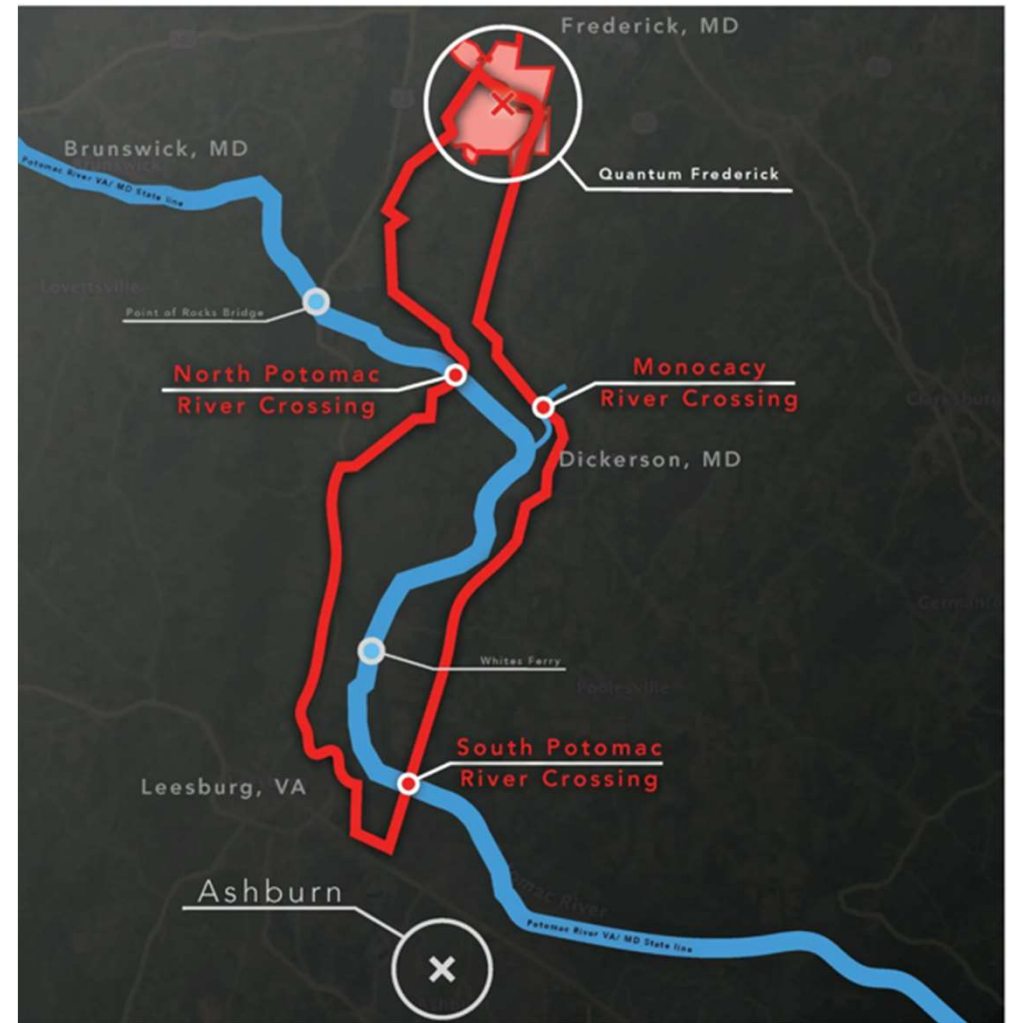 Frederick, MD
Brunswick, MD
Potomac River VA/ MD State line
Quantum Frederick
Lovettsville
Point of Rocks Bridge
North Potomac
River Crossing
Monocacy
River Crossing
Dickerson, MD
Whites Ferry
Poolesville
South Potomac
River Crossing
Leesburg, VA
Ashburn
Potomac River VA/ MD State line